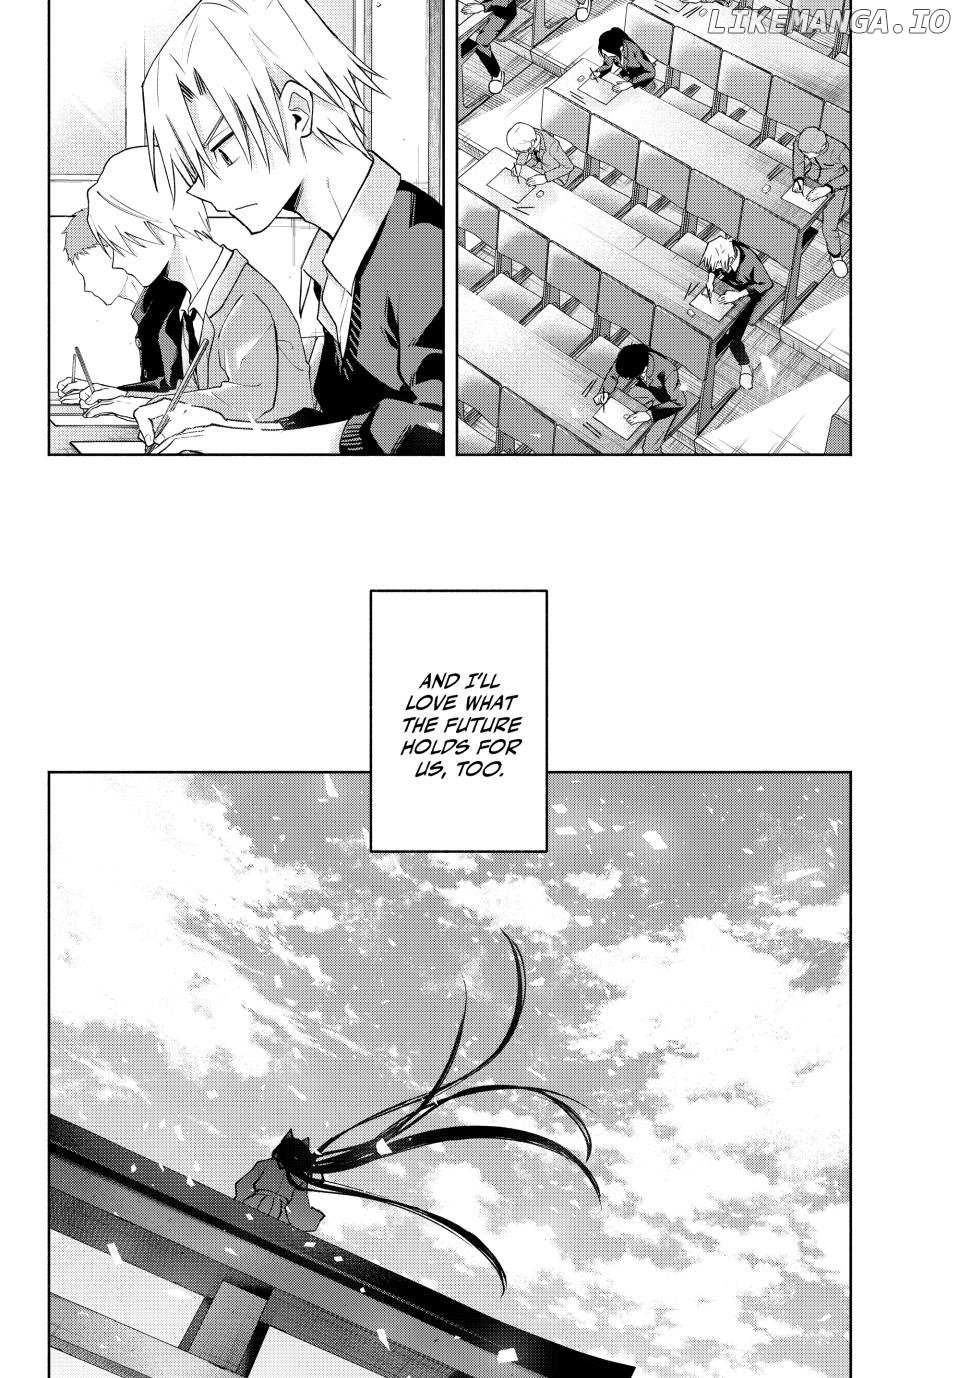 LIKEMANGA.IO
AND I'LL
LOVE WHAT
THE FUTURE
HOLDS FOR
US, TOO.